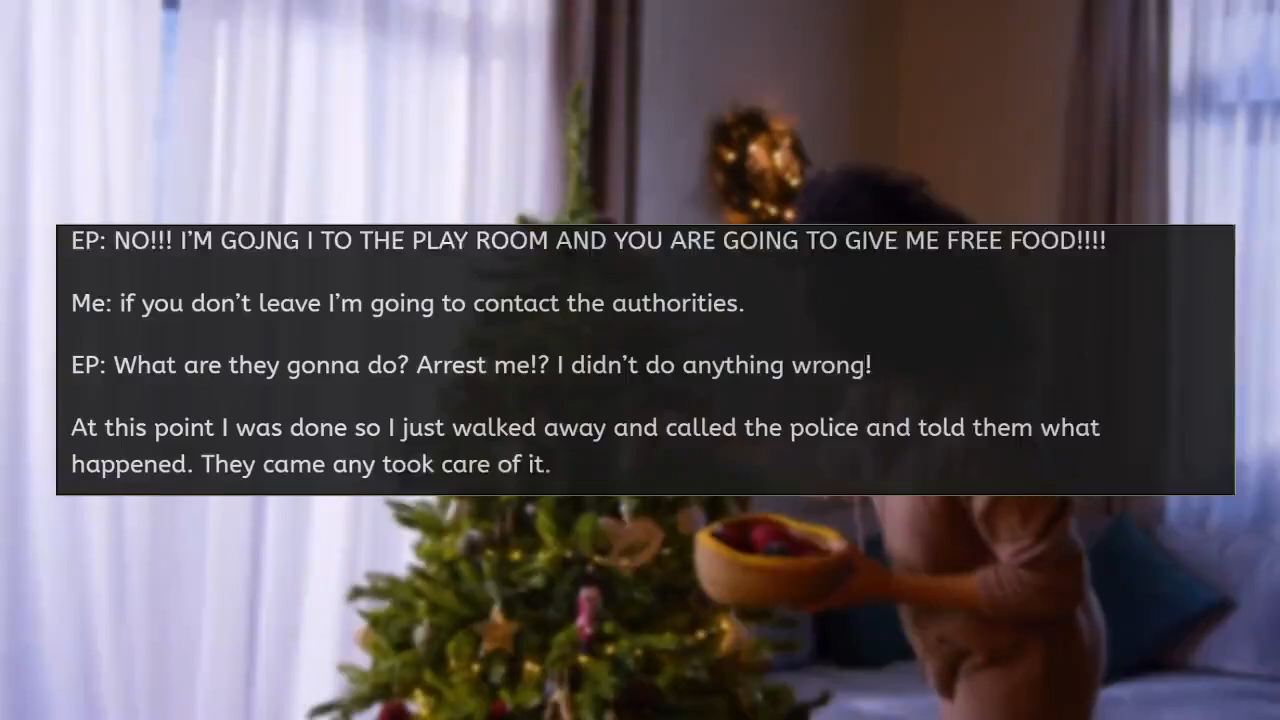 EP: NO!!! I’M GOJNG I TO THE PLAY ROOM AND YOU ARE GOING TO GIVE ME FREE FOOD!!!!
Me: if you don’t leave I’m going to contact the authorities.
EP: What are they gonna do? Arrest me!? I didn’t do anything wrong!
At this point I was done so I just walked away and called the police and told them what
happened. They came any took care of it.